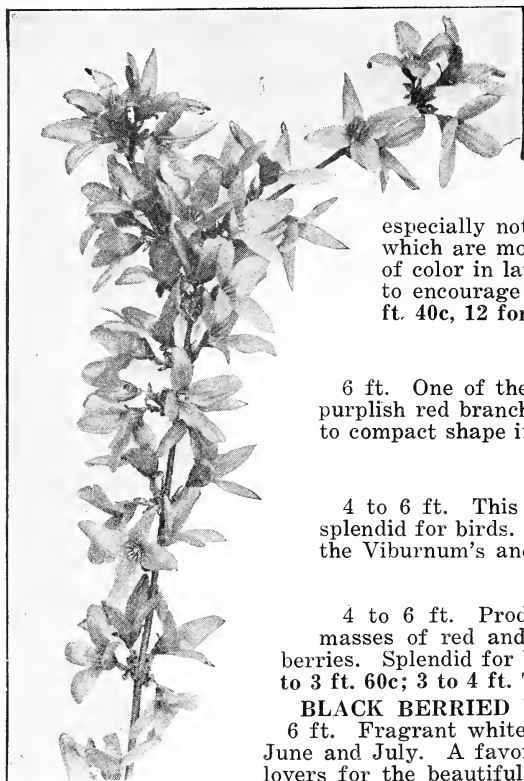 especially not
which are mo
of color in la
to encourage
ft. 40c, 12 for
6 ft. One of the
purplish red branch
to compact shape i
4 to 6 ft. This
splendid for birds.
the Viburnum's and
4 to 6 ft. Prod
masses of red and
berries. Splendid for
to 3 ft. 60c; 3 to 4 ft.
BLACK BERRIED
6 ft. Fragrant white
June and July. A favo
lovers for the beautiful